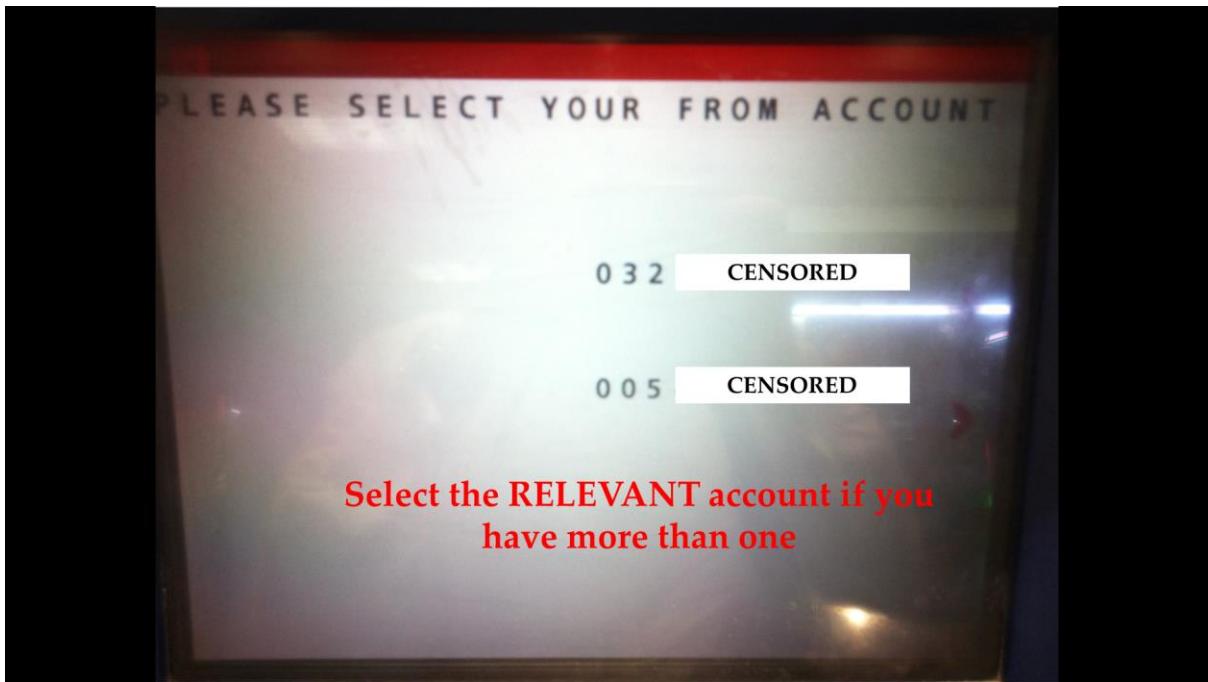 PLEASE SELECT YOUR FROM ACCOUNT
032 CENSORED
005 CENSORED
Select the RELEVANT account if you
have more than one